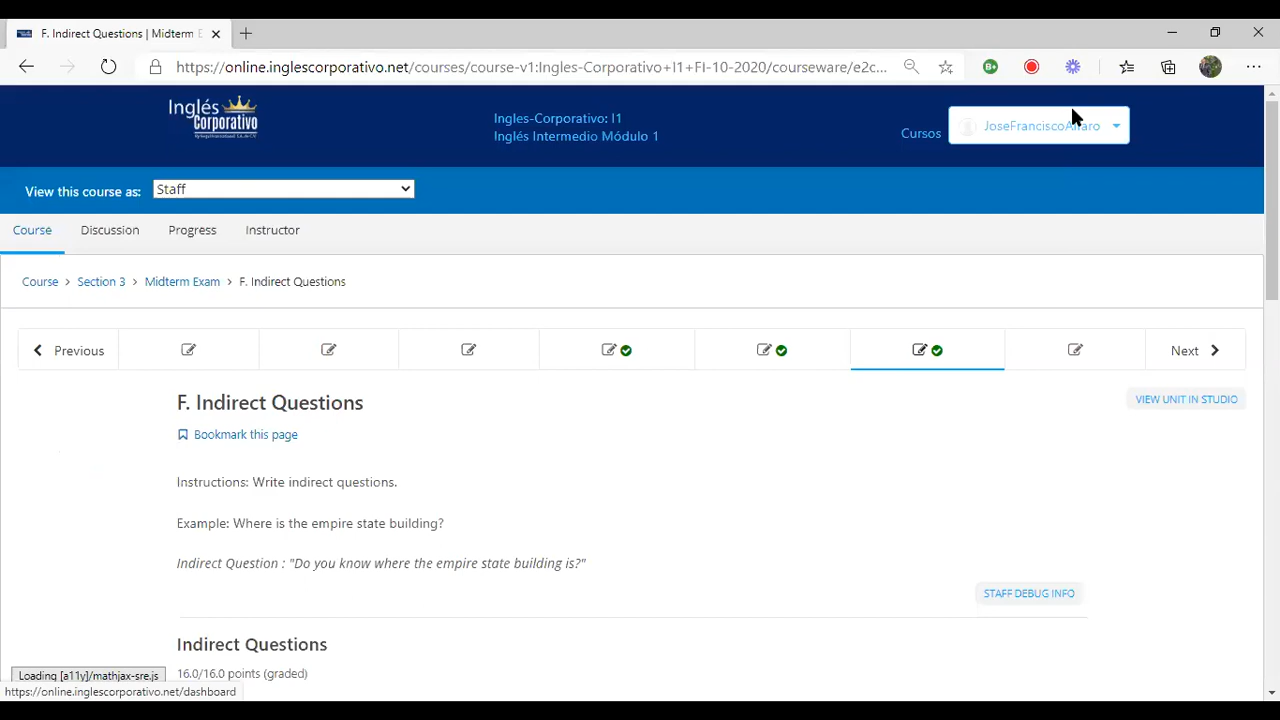 F. Indirect Questions | Midterm E
https://online.inglescorporativo.net/courses/course-v1:Ingles-Corporativo+I1+FI-10-2020/courseware/e2c...
B+
Inglés
Corporativo
Ingles-Corporativo: I1
Inglés Intermedio Módulo 1
Cursos
JoseFranciscoAlfaro
View this course as:
Staff
Course
Discussion
Progress
Instructor
Course > Section 3 > Midterm Exam > F. Indirect Questions
Previous
Next
F. Indirect Questions
VIEW UNIT IN STUDIO
Bookmark this page
Instructions: Write indirect questions.
Example: Where is the empire state building?
Indirect Question : "Do you know where the empire state building is?"
STAFF DEBUG INFO
Indirect Questions
16.0/16.0 points (graded)
Loading [a11y]/mathjax-sre.js
https://online.inglescorporativo.net/dashboard